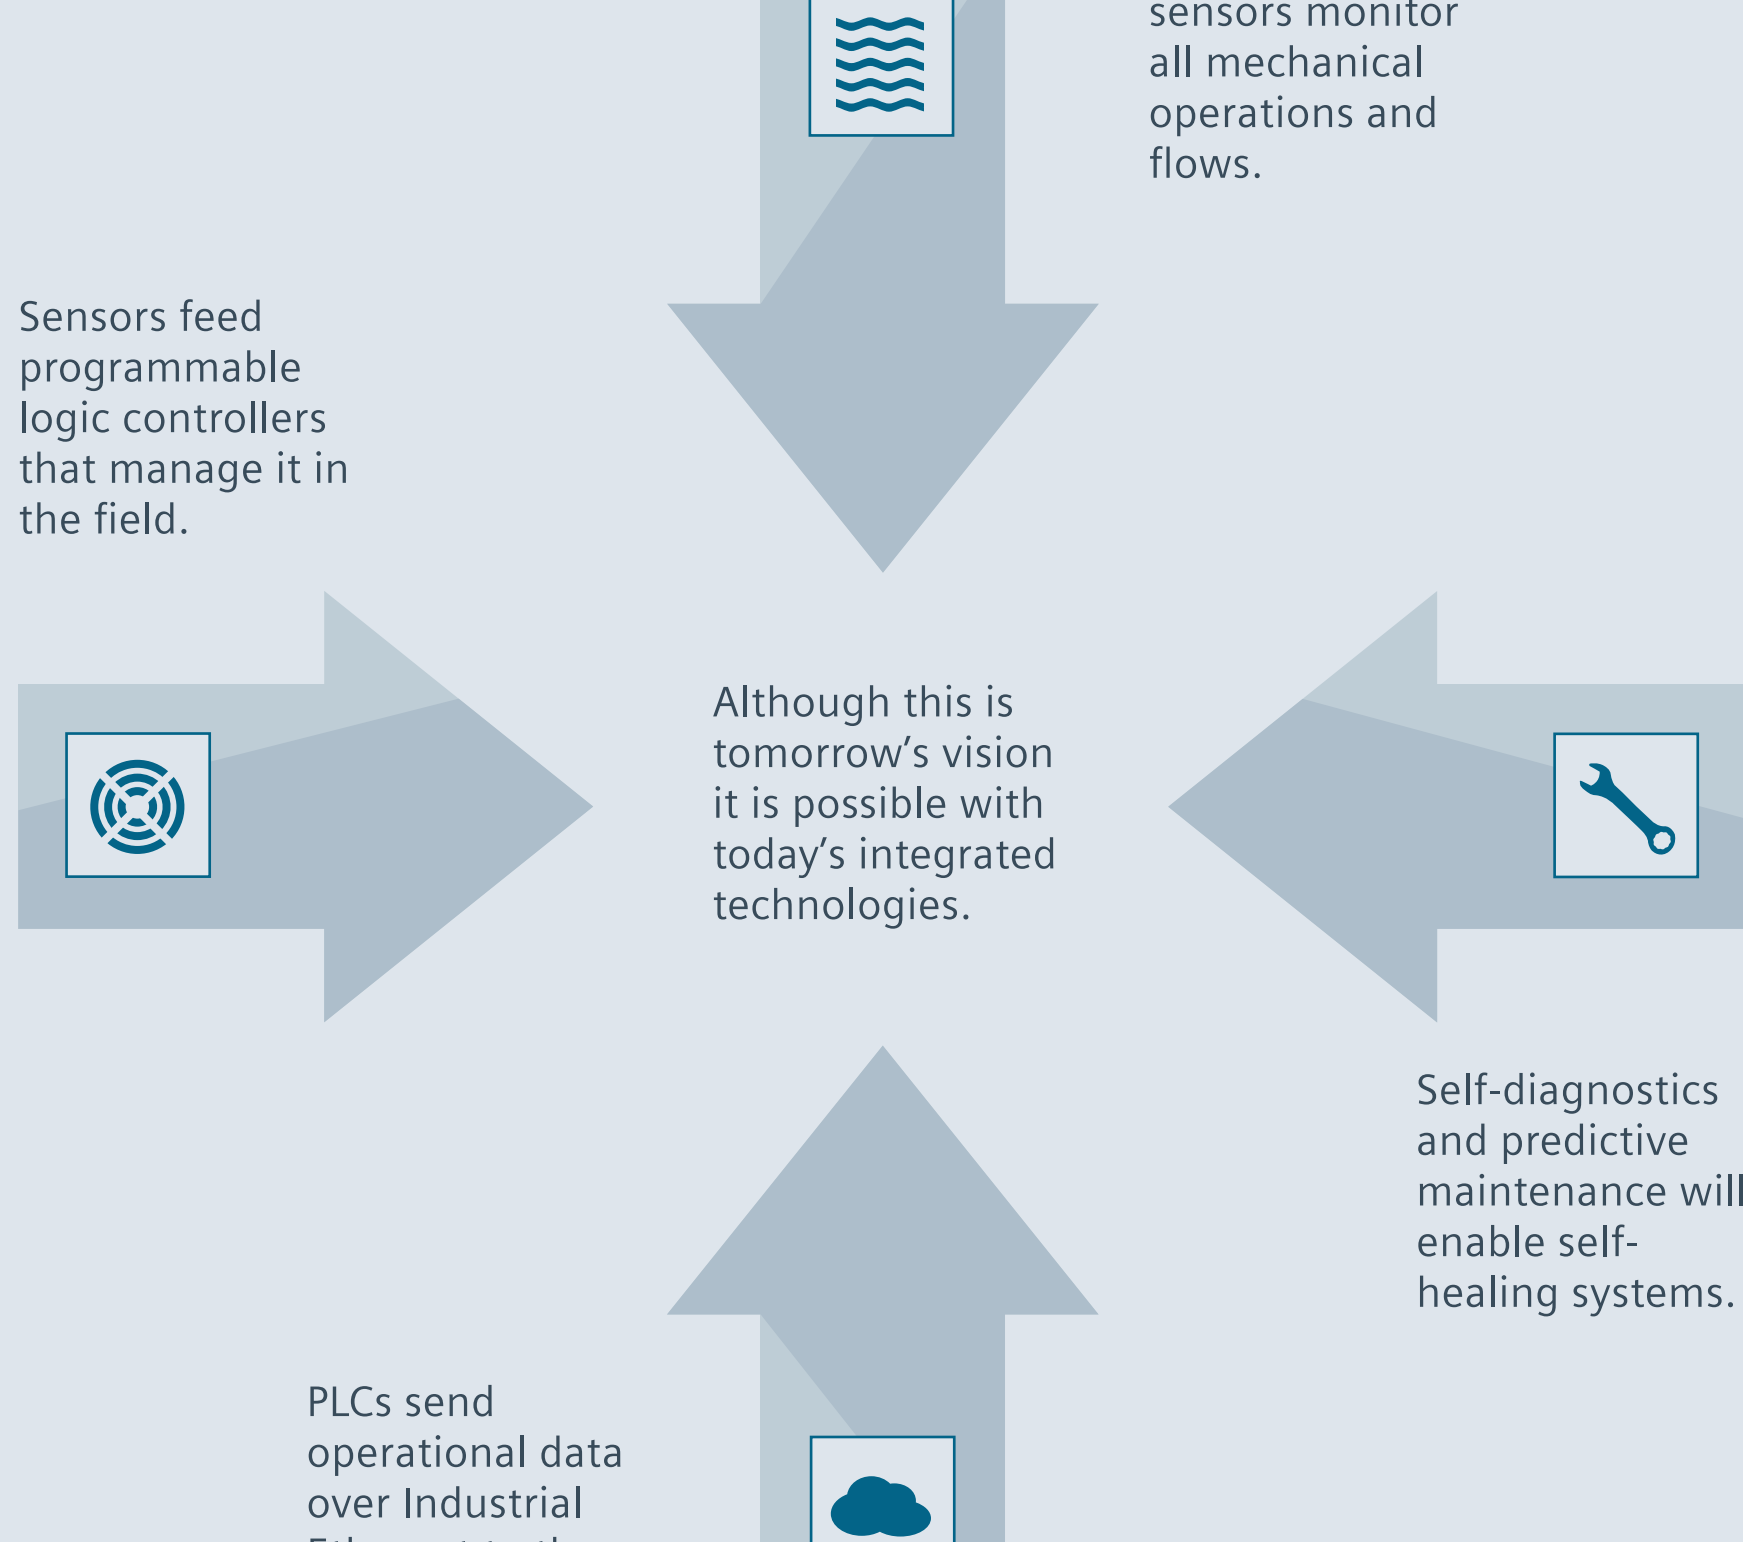 sensors monitor
all mechanical
operations and
flows.
Sensors feed
programmable
logic controllers
that manage it in
the field.
Although this is
tomorrow’s vision
it is possible with
today’s integrated
technologies.
Self-diagnostics
and predictive
maintenance will
enable self-
healing systems.
PLCs send
operational data
over Industrial